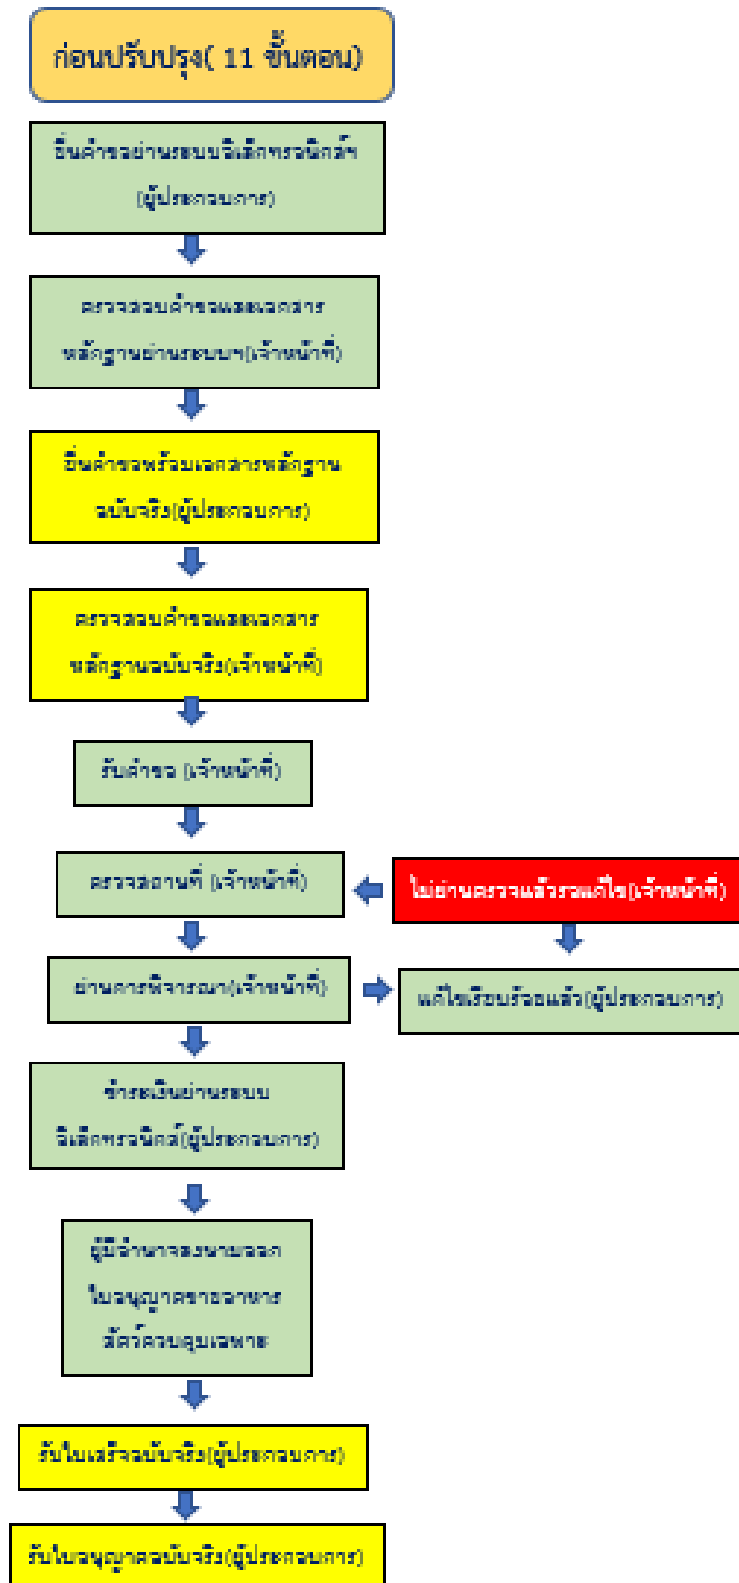 ก่อนปรับปรุง( 11 ขั้นตอน)
ยื่นคำขอผ่านระบบอิเล็กทรอนิกส์ฯ
(ผู้ประกอบการ)
ตรวจสอบคำขอและเอกสาร
หลักฐานผ่านระบบฯ(เจ้าหน้าที่)
ยื่นคำขอพร้อมเอกสารหลักฐาน
ฉบับจริง(ผู้ประกอบการ)
ตรวจสอบคำขอและเอกสาร
หลักฐานฉบับจริง(เจ้าหน้าที่)
รับคำขอ (เจ้าหน้าที่)
ตรวจสถานที่ (เจ้าหน้าที่)
ไม่ผ่านตรวจแล้วรอแก้ไข(เจ้าหน้าที่)
ผ่านการพิจารณา(เจ้าหน้าที่)
แก้ไขเรียบร้อยแล้ว(ผู้ประกอบการ)
ชำระเงินผ่านระบบ
อิเล็กทรอนิกส์(ผู้ประกอบการ)
ผู้มีอำนาจลงนามออก
ใบอนุญาตขายอาหาร
สัตว์ควบคุมเฉพาะ
รับใบเสร็จฉบับจริง(ผู้ประกอบการ)
รับใบอนุญาตฉบับจริง(ผู้ประกอบการ)